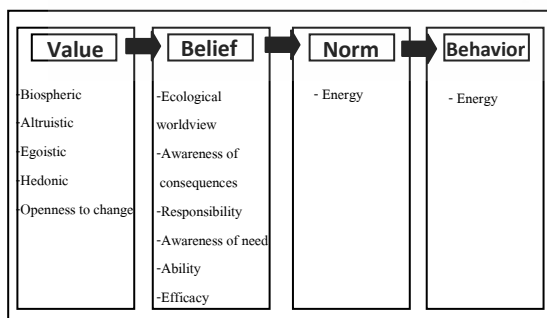 Value
Belief
Norm
Behavior
-Biospheric
-Altruistic
-Egoistic
-Hedonic
-Openness to change
-Ecological
worldview
-Awareness of
consequences
-Responsibility
-Awareness of need
-Ability
-Efficacy
- Energy
- Energy